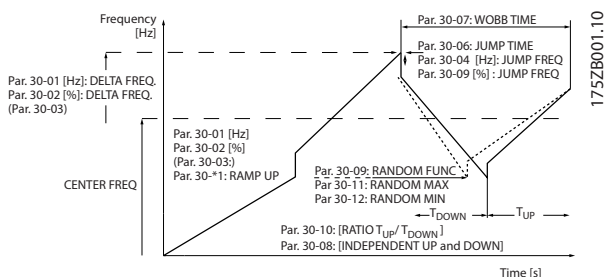 Frequency
[Hz]
Par. 30-07: WOBB TIME
Par. 30-06: JUMP TIME
Par. 30-04 [Hz]: JUMP FREQ
Par. 30-09 [%] : JUMP FREQ
175ZB001.10
Par. 30-01 [Hz]: DELTA FREQ.
Par. 30-02 [%]: DELTA FREQ.
(Par. 30-03)
Par. 30-01 [Hz]
Par. 30-02 [%]
(Par. 30-03:)
Par. 30-*1: RAMP UP
CENTER FREQ
Par. 30-09: RANDOM FUNC
Par 30-11: RANDOM MAX
Par 30-12: RANDOM MIN
TDOWN
TUP
Par. 30-10: [RATIO TUP/ TDOWN ]
Par. 30-08: [INDEPENDENT UP and DOWN]
Time [s]